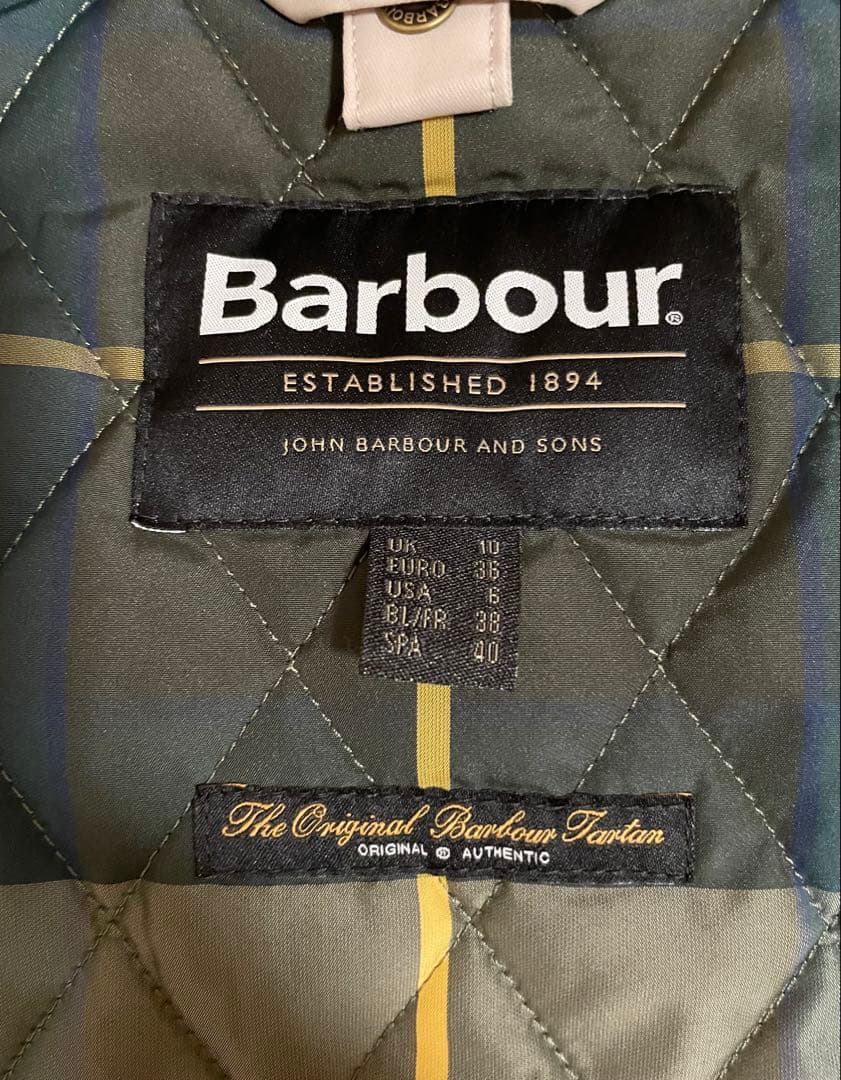 BARBOUR
Barbour®
ESTABLISHED 1894
JOHN BARBOUR AND SONS
UK 10
EURO 36
USA 6
BL/FR 38
SPA 40
The Original Barbour Tartan
ORIGINAL ® AUTHENTIC